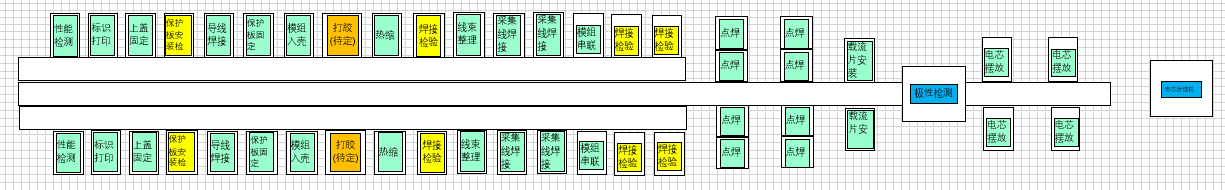 性能
检测
标识
打印
上盖
固定
保护
板安
装检
导线
焊接
保护
板固
定
模组
入壳
打胶
(待定)
热缩
焊接
检验
线束
整理
采集
线焊
接
采集
线焊
接
模组
串联
焊接
检验
焊接
检验
点焊
点焊
点焊
点焊
载流
片安
装
极性检测
电芯
摆放
电芯
摆放
电芯分选机
性能
检测
标识
打印
上盖
固定
保护
板安
装检
导线
焊接
保护
板固
定
模组
入壳
打胶
(待定)
热缩
焊接
检验
线束
整理
采集
线焊
接
采集
线焊
接
模组
串联
焊接
检验
焊接
检验
点焊
点焊
点焊
点焊
载流
片安
电芯
摆放
电芯
摆放